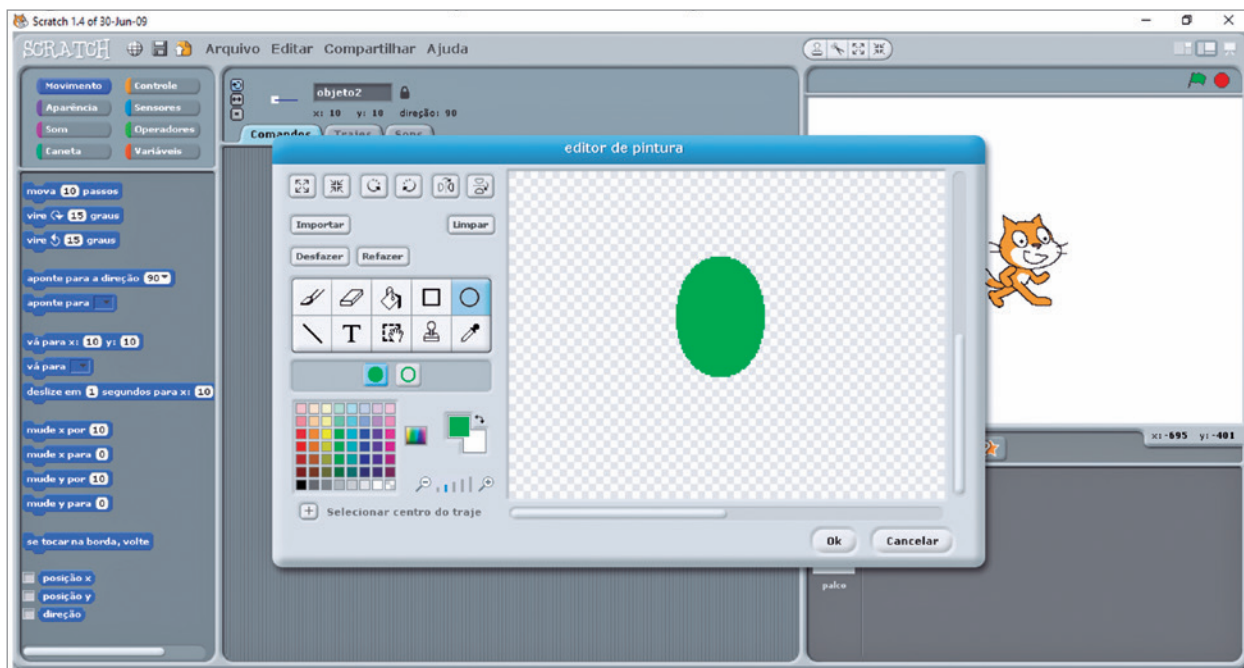 Scratch 1.4 of 30-Jun-09
SCRATCH Arquivo Editar Compartilhar Ajuda
Movimento Controle
Aparência Sensores
Som Operadores
Caneta Variáveis
mova 10 passos
vire 15 graus
vire 15 graus
aponte para a direção 90
aponte para
vá para x: 10 y: 10
vá para
deslize em 1 segundos para x: 10
mude x por 10
mude x para 0
mude y por 10
mude y para 0
se tocar na borda, volte
posição x
posição y
direção
objeto2
x: 10 y: 10 direção: 90
Comandos Trajes Sons
editor de pintura
Importar Limpar
Desfazer Refazer
T
Selecionar centro do traje
Ok Cancelar
x: -695 y: -401
palco